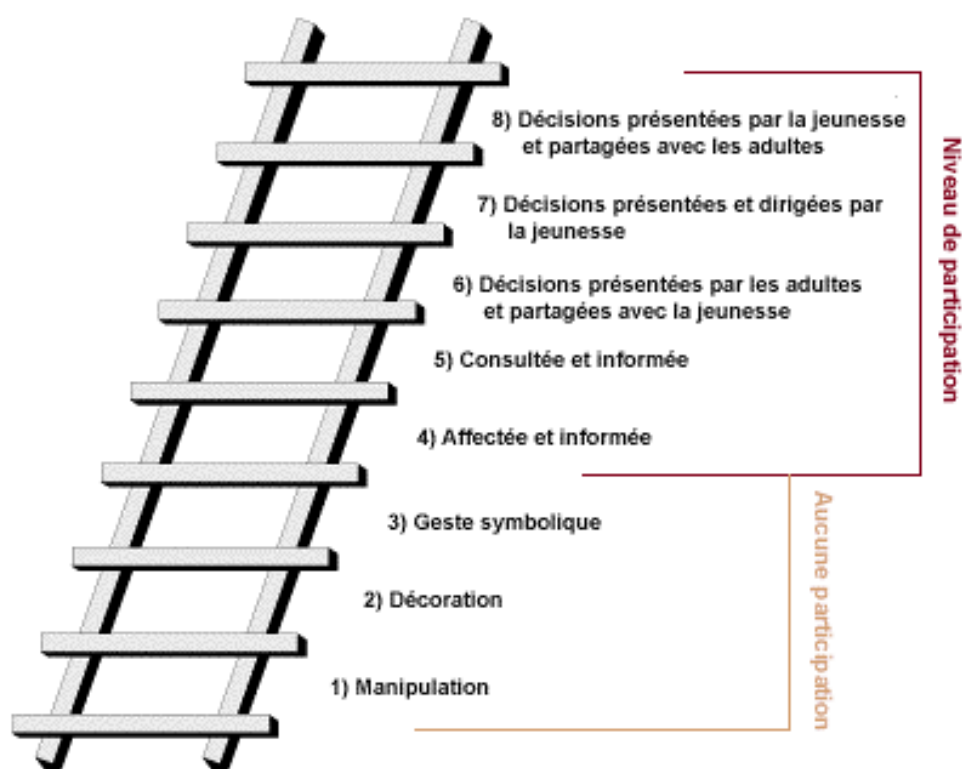 8) Décisions présentées par la jeunesse
et partagées avec les adultes
7) Décisions présentées et dirigées par
la jeunesse
6) Décisions présentées par les adultes
et partagées avec la jeunesse
5) Consultée et informée
4) Affectée et informée
3) Geste symbolique
2) Décoration
1) Manipulation
Niveau de participation
Aucune participation